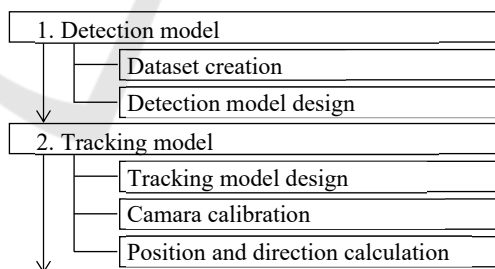 1. Detection model
Dataset creation
Detection model design
2. Tracking model
Tracking model design
Camara calibration
Position and direction calculation